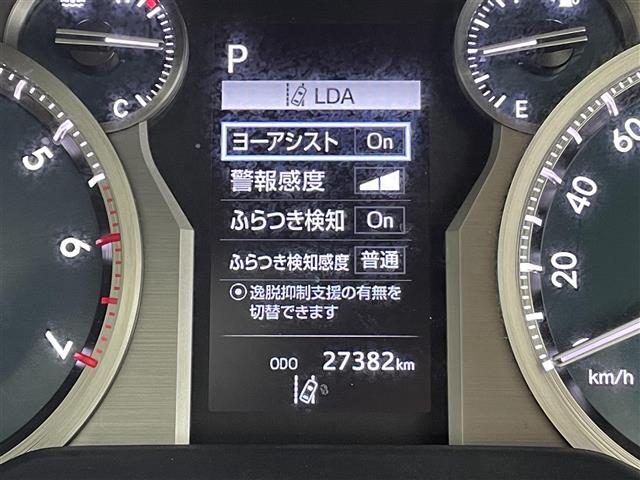 P
LDA
ヨーアシスト On
警報感度
ふらつき検知 On
ふらつき検知感度 普通
逸脱抑制支援の有無を
切替できます
ODO 27382km
C
E
5
6
7
60
40
20
km/h